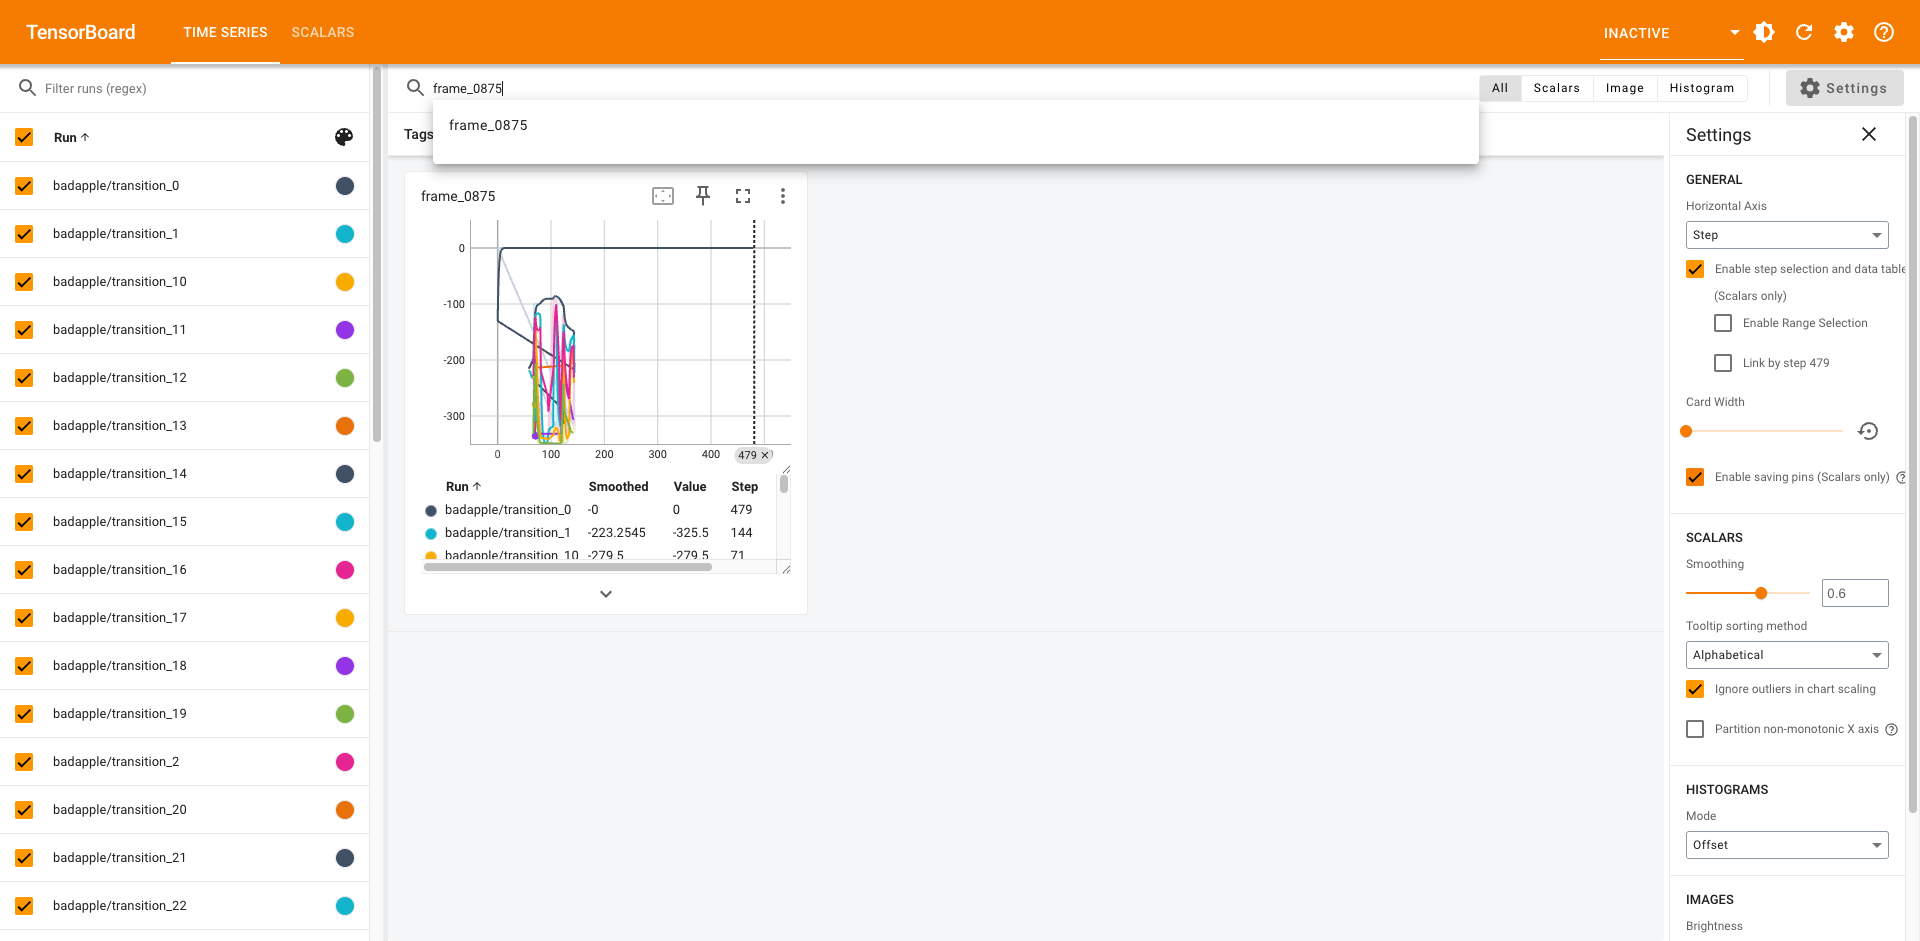 TensorBoard
TIME SERIES
SCALARS
INACTIVE
Filter runs (regex)
frame_0875
All
Scalars
Image
Histogram
Settings
frame_0875
Run
Tags
badapple/transition_0
badapple/transition_1
badapple/transition_10
badapple/transition_11
badapple/transition_12
badapple/transition_13
badapple/transition_14
badapple/transition_15
badapple/transition_16
badapple/transition_17
badapple/transition_18
badapple/transition_19
badapple/transition_2
badapple/transition_20
badapple/transition_21
badapple/transition_22
frame_0875
0
-100
-200
-300
0 100 200 300 400 479
Run Smoothed Value Step
badapple/transition_0 -0 0 479
badapple/transition_1 -223.2545 -325.5 144
badapple/transition_10 -279.5 -279.5 71
Settings
GENERAL
Horizontal Axis
Step
Enable step selection and data table
(Scalars only)
Enable Range Selection
Link by step 479
Card Width
Enable saving pins (Scalars only)
SCALARS
Smoothing
0.6
Tooltip sorting method
Alphabetical
Ignore outliers in chart scaling
Partition non-monotonic X axis
HISTOGRAMS
Mode
Offset
IMAGES
Brightness